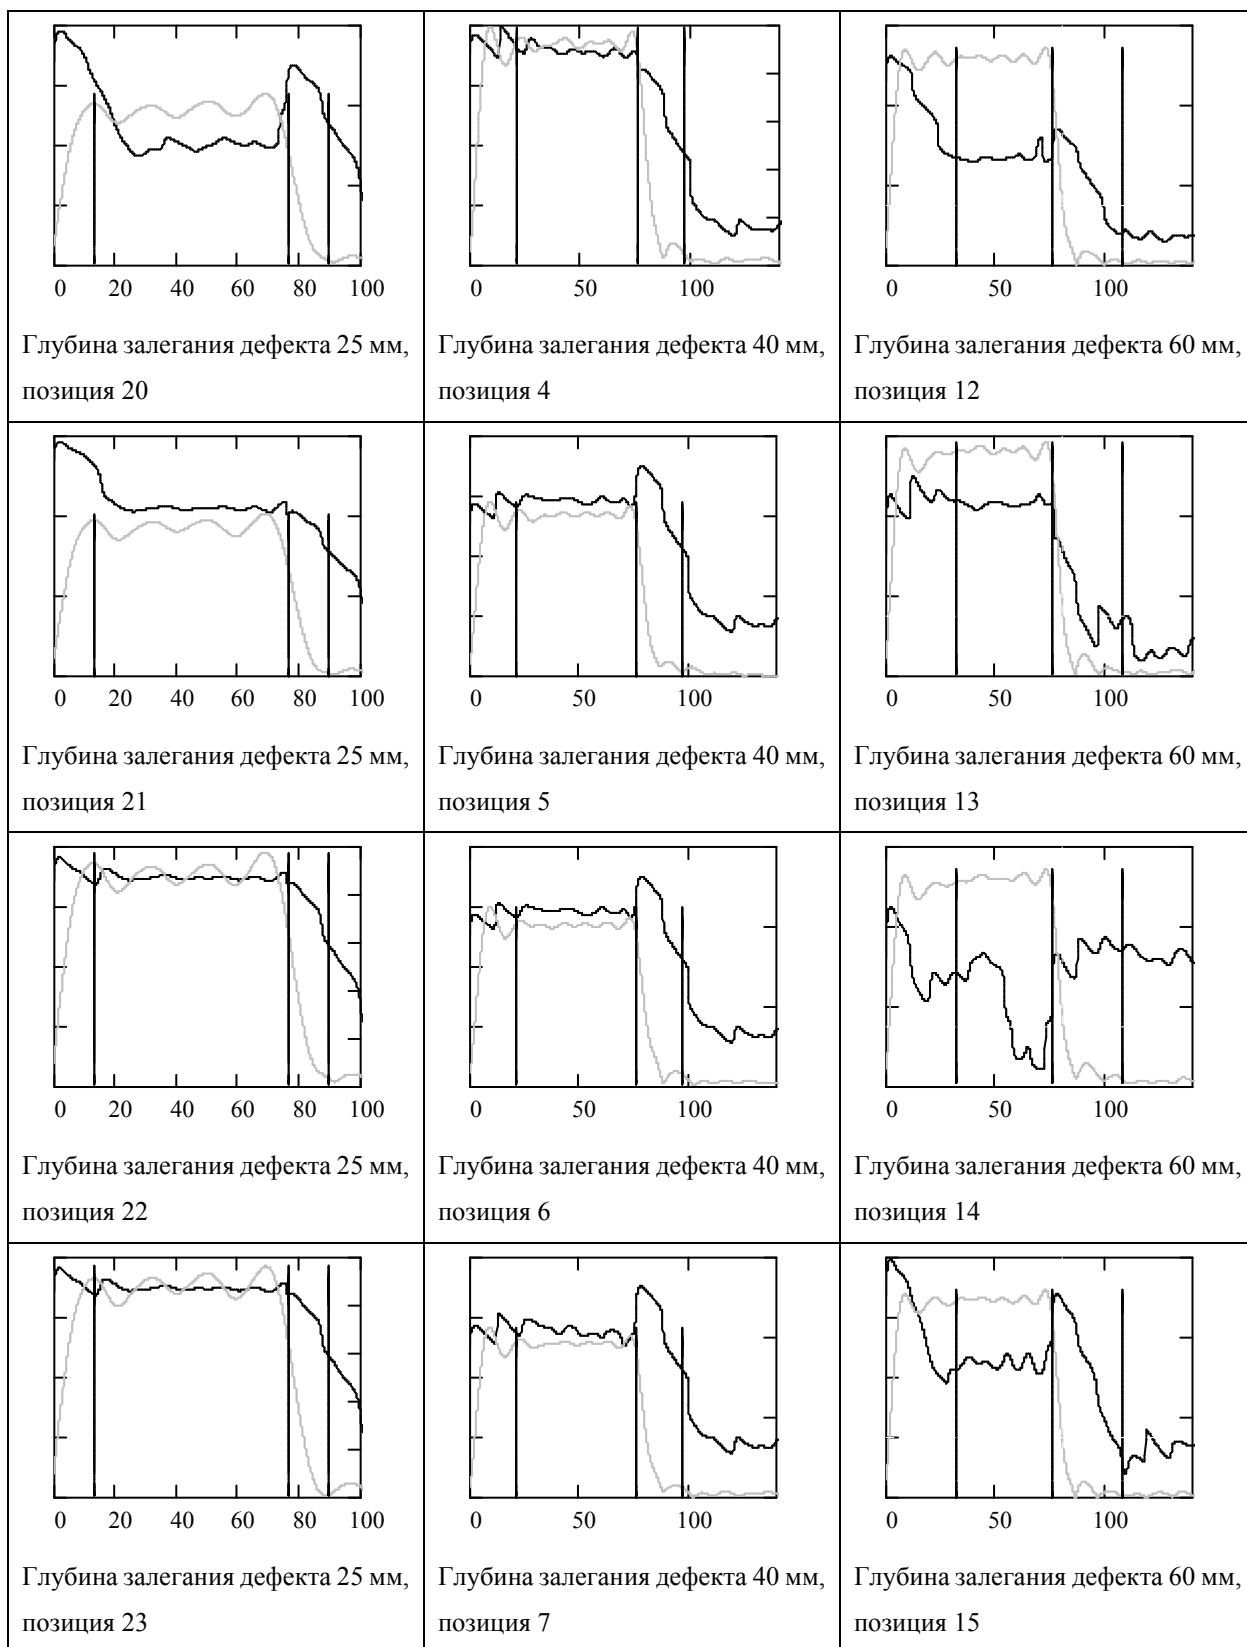 0 20 40 60 80 100
Глубина залегания дефекта 25 мм,
позиция 20
0 50 100
Глубина залегания дефекта 40 мм,
позиция 4
0 50 100
Глубина залегания дефекта 60 мм,
позиция 12
0 20 40 60 80 100
Глубина залегания дефекта 25 мм,
позиция 21
0 50 100
Глубина залегания дефекта 40 мм,
позиция 5
0 50 100
Глубина залегания дефекта 60 мм,
позиция 13
0 20 40 60 80 100
Глубина залегания дефекта 25 мм,
позиция 22
0 50 100
Глубина залегания дефекта 40 мм,
позиция 6
0 50 100
Глубина залегания дефекта 60 мм,
позиция 14
0 20 40 60 80 100
Глубина залегания дефекта 25 мм,
позиция 23
0 50 100
Глубина залегания дефекта 40 мм,
позиция 7
0 50 100
Глубина залегания дефекта 60 мм,
позиция 15